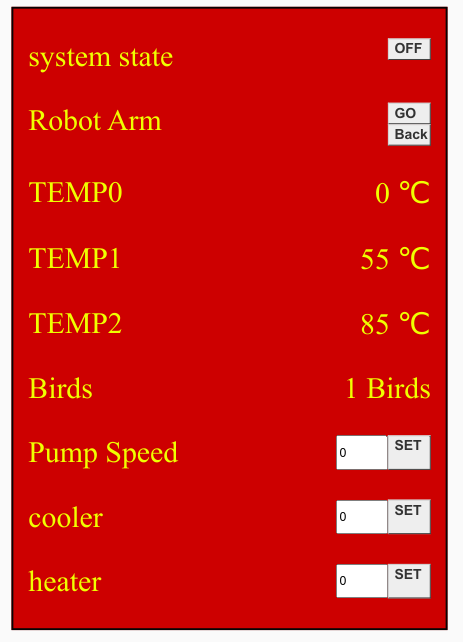 system state OFF
Robot Arm GO
Back
TEMP0 0 ℃
TEMP1 55 ℃
TEMP2 85 ℃
Birds 1 Birds
Pump Speed 0 SET
cooler 0 SET
heater 0 SET